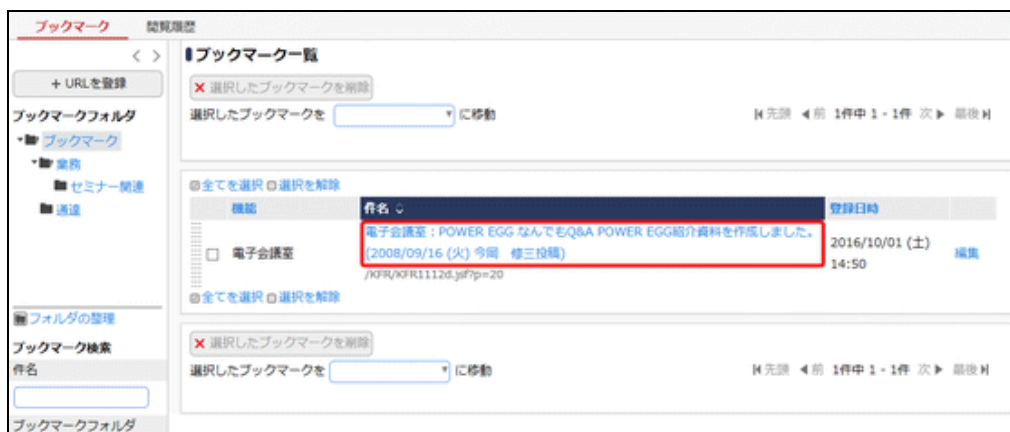 ブックマーク 閲覧履歴
< >
+ URLを登録
ブックマークフォルダ
ブックマーク
業務
セミナー関連
通達
フォルダの整理
ブックマーク検索
件名
ブックマークフォルダ
ブックマーク一覧
× 選択したブックマークを削除
選択したブックマークを に移動
先頭 前 1件中 1 - 1件 次 最後
全てを選択 選択を解除
機能 件名 登録日時
電子会議室
電子会議室：POWER EGG なんでもQ&A POWER EGG紹介資料を作成しました。
(2008/09/16 (火) 今岡 修三投稿)
/KFR/KFR1112d.jsf?p=20
2016/10/01 (土)
14:50
編集
全てを選択 選択を解除
× 選択したブックマークを削除
選択したブックマークを に移動
先頭 前 1件中 1 - 1件 次 最後